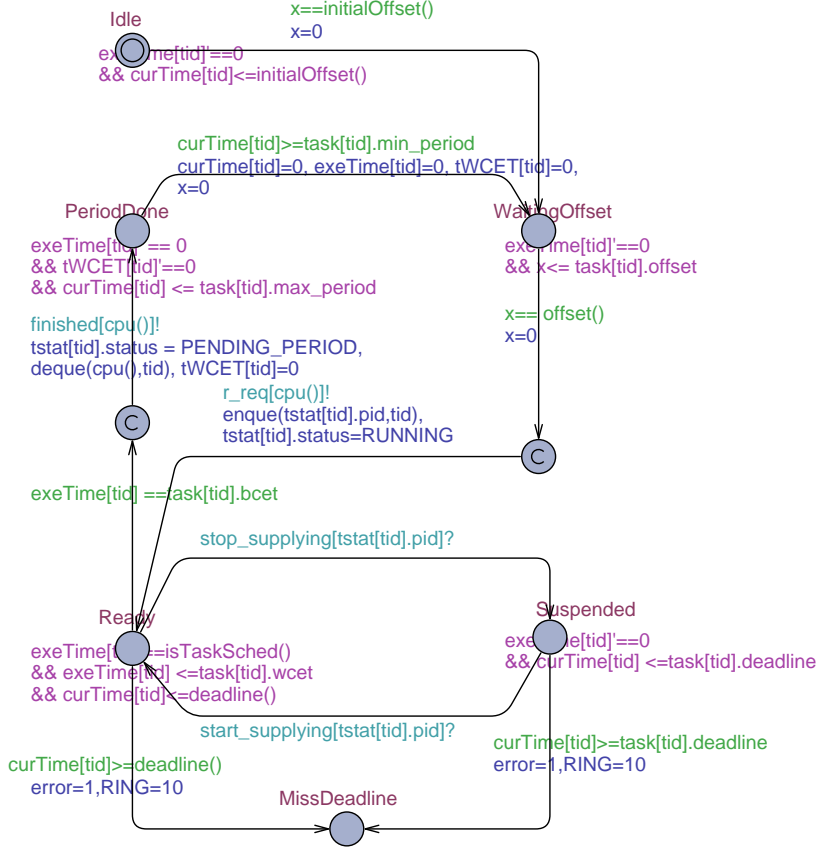 x==initialOffset()
x=0
Idle
exeTime[tid]'==0
&& curTime[tid]<=initialOffset()
curTime[tid]>=task[tid].min_period
curTime[tid]=0, exeTime[tid]=0, tWCET[tid]=0,
x=0
PeriodDone
WaitingOffset
exeTime[tid]' == 0
&& tWCET[tid]'==0
&& curTime[tid] <= task[tid].max_period
exeTime[tid]'==0
&& x<= task[tid].offset
finished[cpu()]!
tstat[tid].status = PENDING_PERIOD,
deque(cpu(),tid), tWCET[tid]=0
x== offset()
x=0
r_req[cpu()]!
enque(tstat[tid].pid,tid),
tstat[tid].status=RUNNING
C
C
exeTime[tid] ==task[tid].bcet
stop_supplying[tstat[tid].pid]?
Ready
Suspended
exeTime[tid]'==isTaskSched()
&& exeTime[tid] <=task[tid].wcet
&& curTime[tid]<=deadline()
exeTime[tid]'==0
&& curTime[tid] <=task[tid].deadline
start_supplying[tstat[tid].pid]?
curTime[tid]>=deadline()
error=1,RING=10
curTime[tid]>=task[tid].deadline
error=1,RING=10
MissDeadline